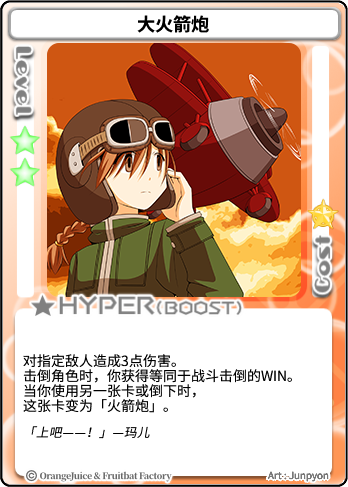 大火箭炮
Level
Cost
HYPER(BOOST)
对指定敌人造成3点伤害。
击倒角色时，你获得等同于战斗击倒的WIN。
当你使用另一张卡或倒下时，
这张卡变为「火箭炮」。
「上吧——！」—玛儿
© OrangeJuice & Fruitbat Factory
Art.: Junpyon